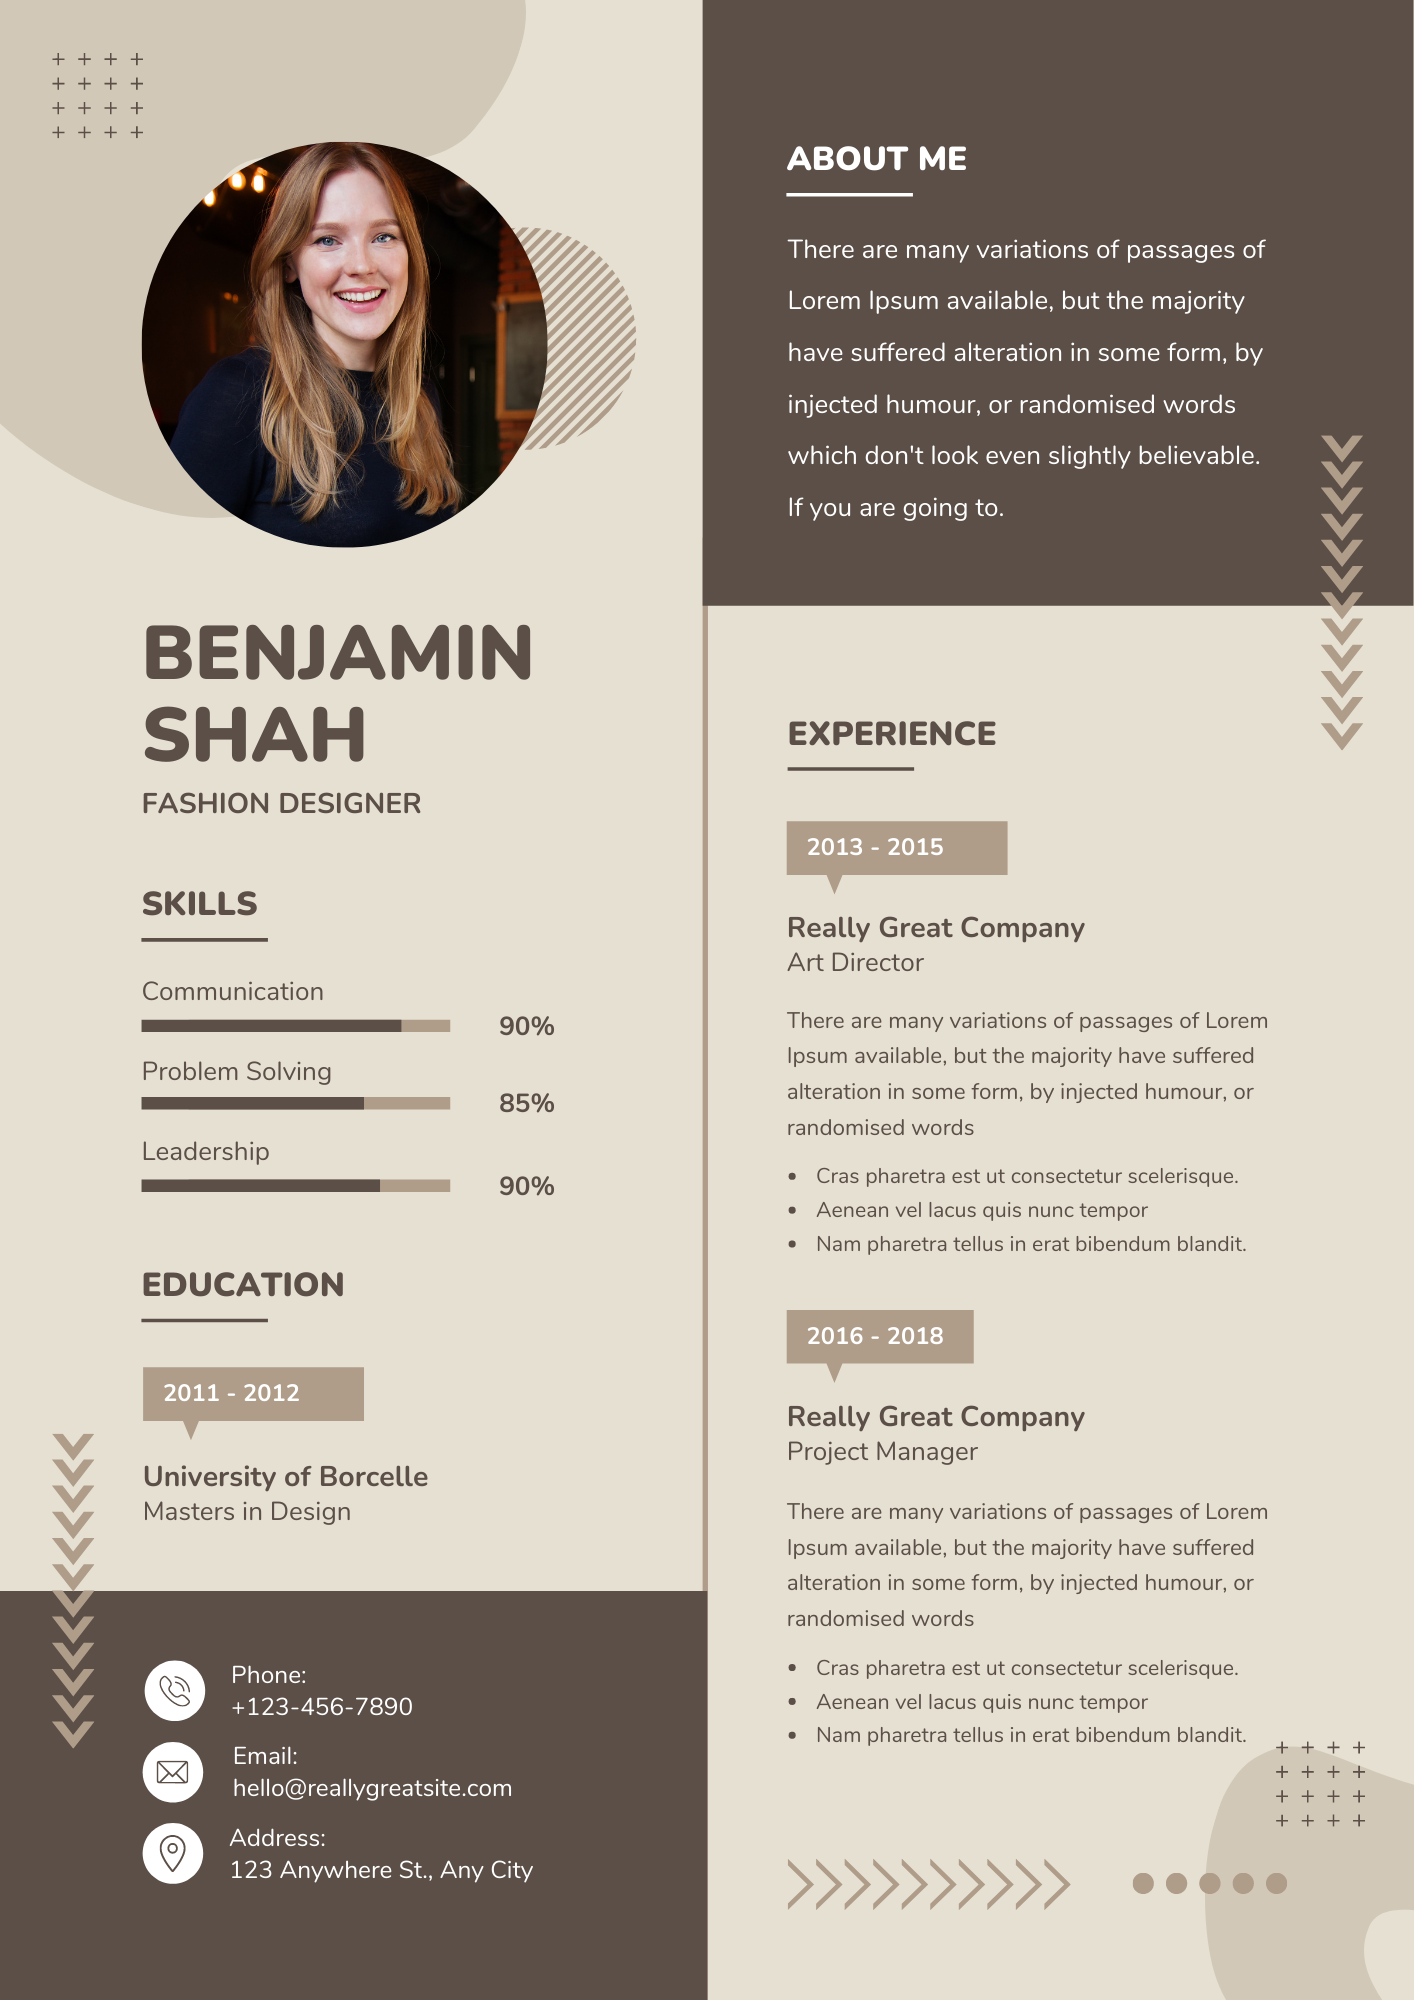 BENJAMIN
SHAH
FASHION DESIGNER
SKILLS
Communication
90%
Problem Solving
85%
Leadership
90%
EDUCATION
2011 - 2012
University of Borcelle
Masters in Design
Phone:
+123-456-7890
Email:
hello@reallygreatsite.com
Address:
123 Anywhere St., Any City
ABOUT ME
There are many variations of passages of
Lorem Ipsum available, but the majority
have suffered alteration in some form, by
injected humour, or randomised words
which don't look even slightly believable.
If you are going to.
EXPERIENCE
2013 - 2015
Really Great Company
Art Director
There are many variations of passages of Lorem
Ipsum available, but the majority have suffered
alteration in some form, by injected humour, or
randomised words
• Cras pharetra est ut consectetur scelerisque.
• Aenean vel lacus quis nunc tempor
• Nam pharetra tellus in erat bibendum blandit.
2016 - 2018
Really Great Company
Project Manager
There are many variations of passages of Lorem
Ipsum available, but the majority have suffered
alteration in some form, by injected humour, or
randomised words
• Cras pharetra est ut consectetur scelerisque.
• Aenean vel lacus quis nunc tempor
• Nam pharetra tellus in erat bibendum blandit.